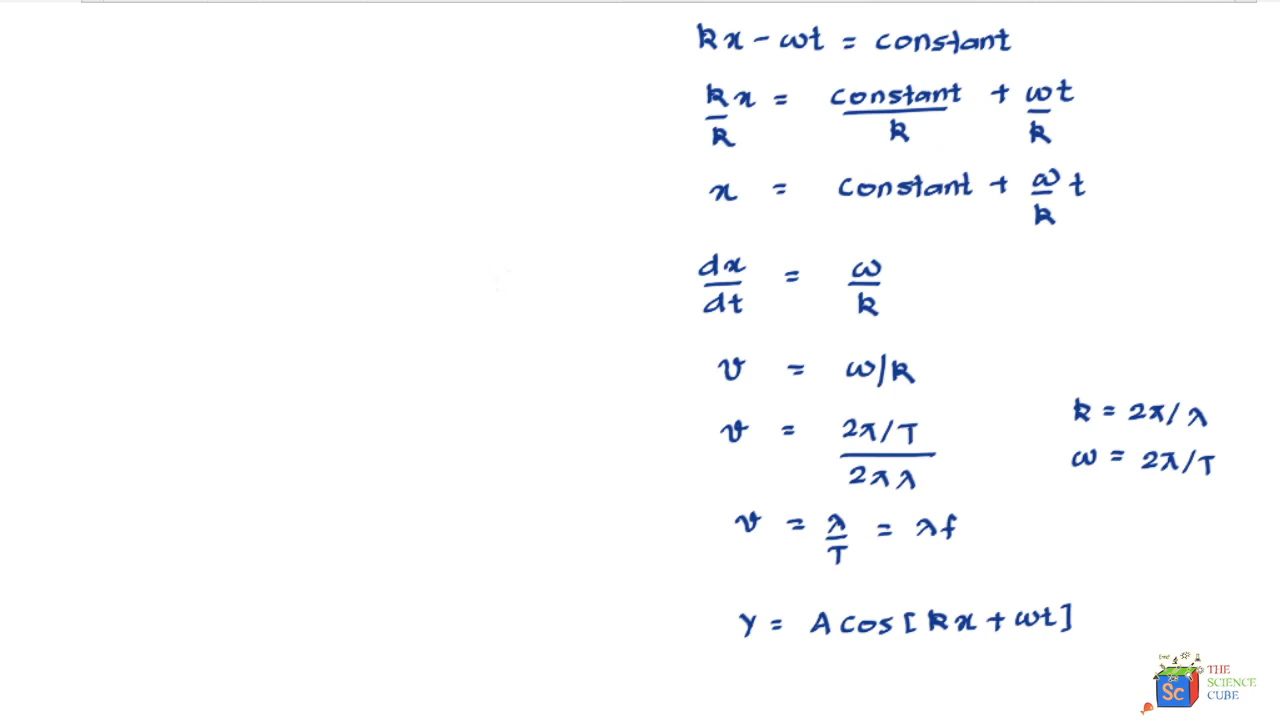 kx - ωt = constant
k/k x = constant/k + ωt/k
x = constant + ω/k t
dx/dt = ω/k
v = ω/k
k = 2π/λ
v = 2π/T / 2πλ
ω = 2π/T
v = λ/T = λf
y = A cos [kx + ωt]
Sc
THE
SCIENCE
CUBE